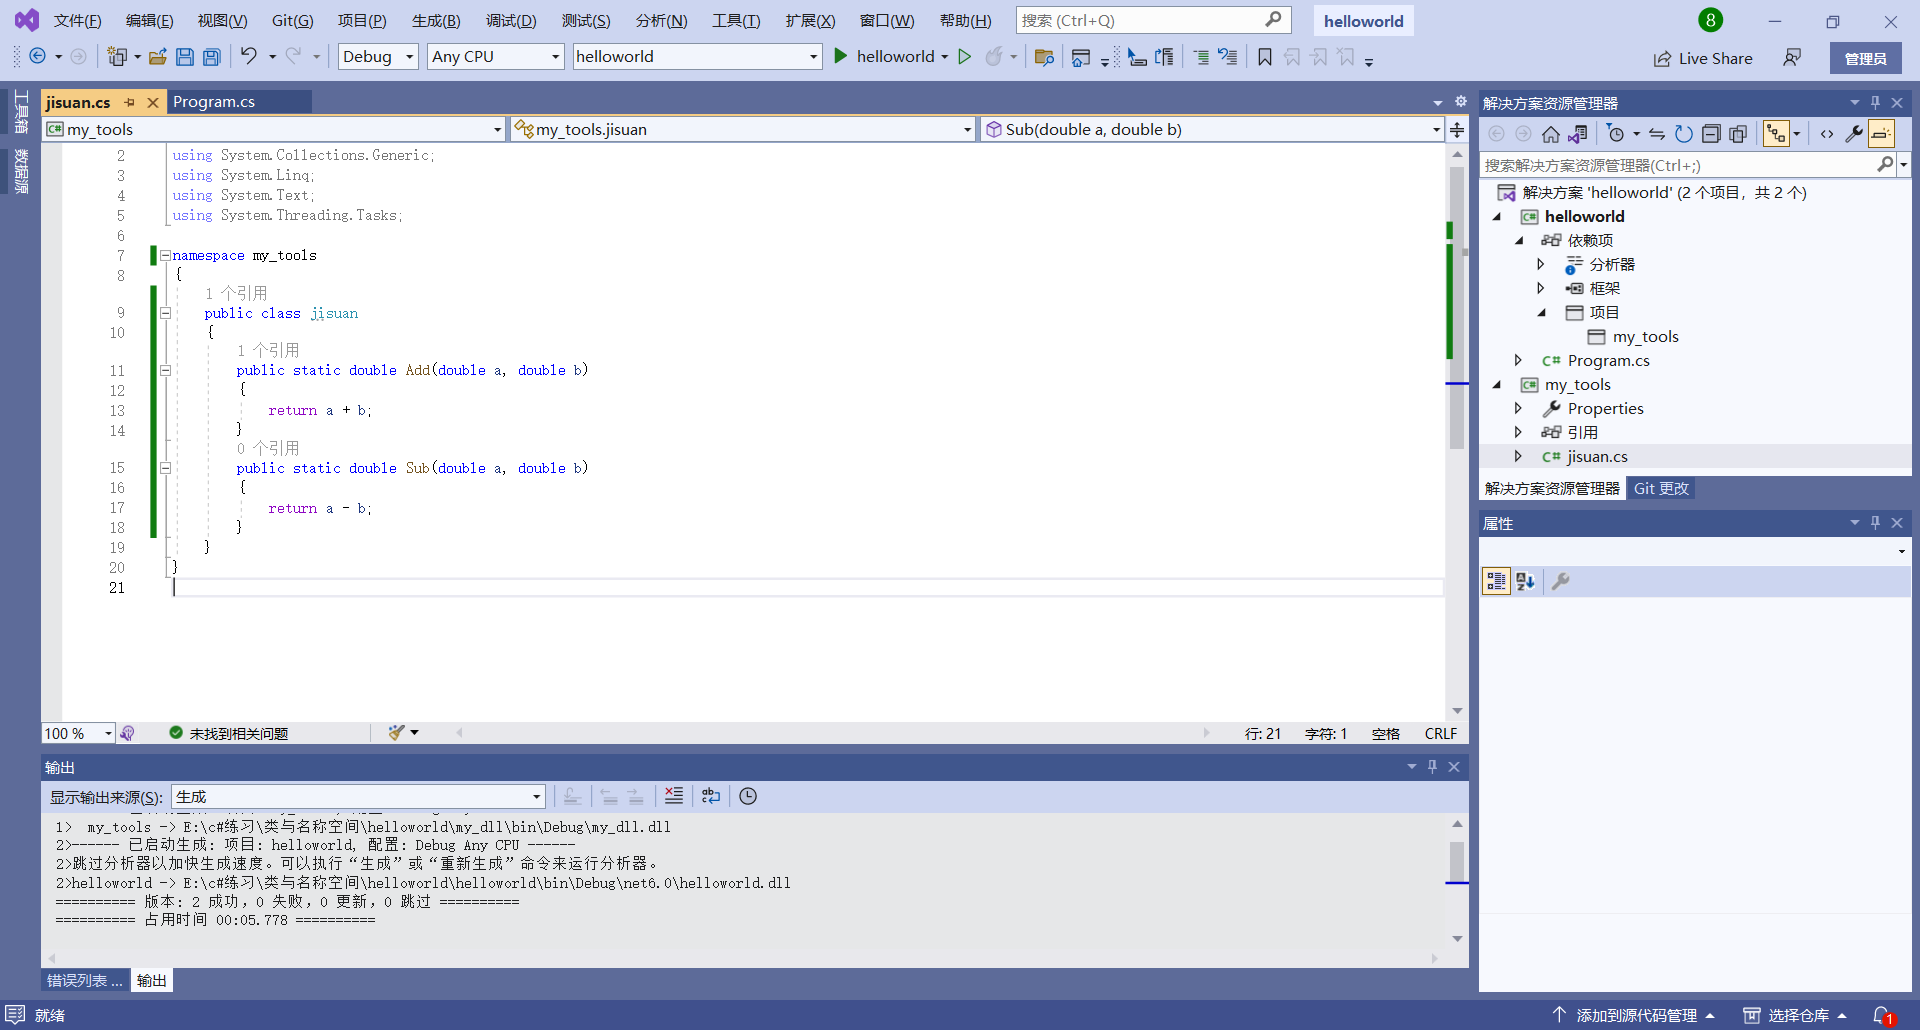 文件(F) 编辑(E) 视图(V) Git(G) 项目(P) 生成(B) 调试(D) 测试(S) 分析(N) 工具(T) 扩展(X) 窗口(W) 帮助(H) 搜索 (Ctrl+Q) helloworld 8
Debug Any CPU helloworld helloworld Live Share 管理员
工具箱
数据源
jisuan.cs Program.cs
my_tools my_tools.jisuan Sub(double a, double b)
2 using System.Collections.Generic;
3 using System.Linq;
4 using System.Text;
5 using System.Threading.Tasks;
6
7 namespace my_tools
8 {
1 个引用
9 public class jisuan
10 {
1 个引用
11 public static double Add(double a, double b)
12 {
13 return a + b;
14 }
0 个引用
15 public static double Sub(double a, double b)
16 {
17 return a - b;
18 }
19 }
20 }
21
100 % 未找到相关问题 行: 21 字符: 1 空格 CRLF
输出
显示输出来源(S): 生成
1> my_tools -> E:\c#练习\类与名称空间\helloworld\my_dll\bin\Debug\my_dll.dll
2>------ 已启动生成: 项目: helloworld, 配置: Debug Any CPU ------
2>跳过分析器以加快生成速度。可以执行“生成”或“重新生成”命令来运行分析器。
2>helloworld -> E:\c#练习\类与名称空间\helloworld\helloworld\bin\Debug\net6.0\helloworld.dll
========== 版本: 2 成功，0 失败，0 更新，0 跳过 ==========
========== 占用时间 00:05.778 ==========
错误列表 ... 输出
解决方案资源管理器
搜索解决方案资源管理器(Ctrl+;)
解决方案 'helloworld' (2 个项目，共 2 个)
C# helloworld
依赖项
分析器
框架
项目
my_tools
C# Program.cs
C# my_tools
Properties
引用
C# jisuan.cs
解决方案资源管理器 Git 更改
属性
就绪 添加到源代码管理 选择仓库 1